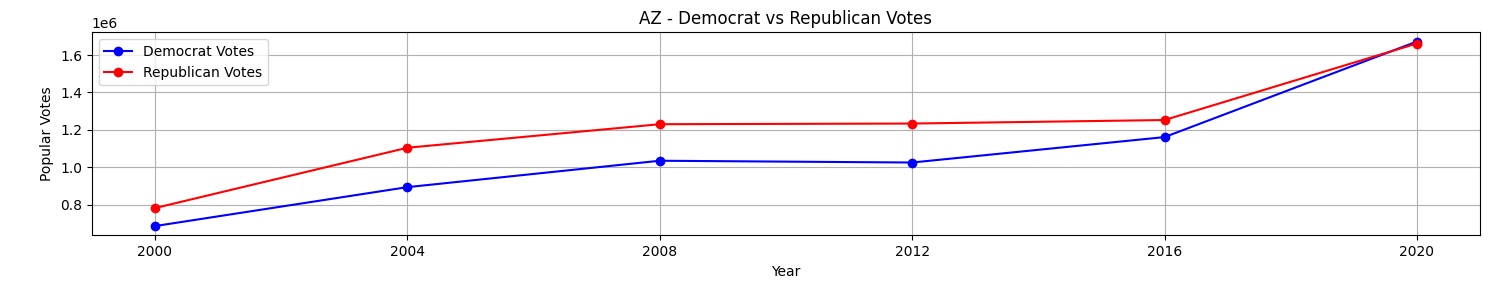 AZ - Democrat vs Republican Votes
1e6
Democrat Votes
Republican Votes
Popular Votes
1.6
1.4
1.2
1.0
0.8
2000 2004 2008 2012 2016 2020
Year